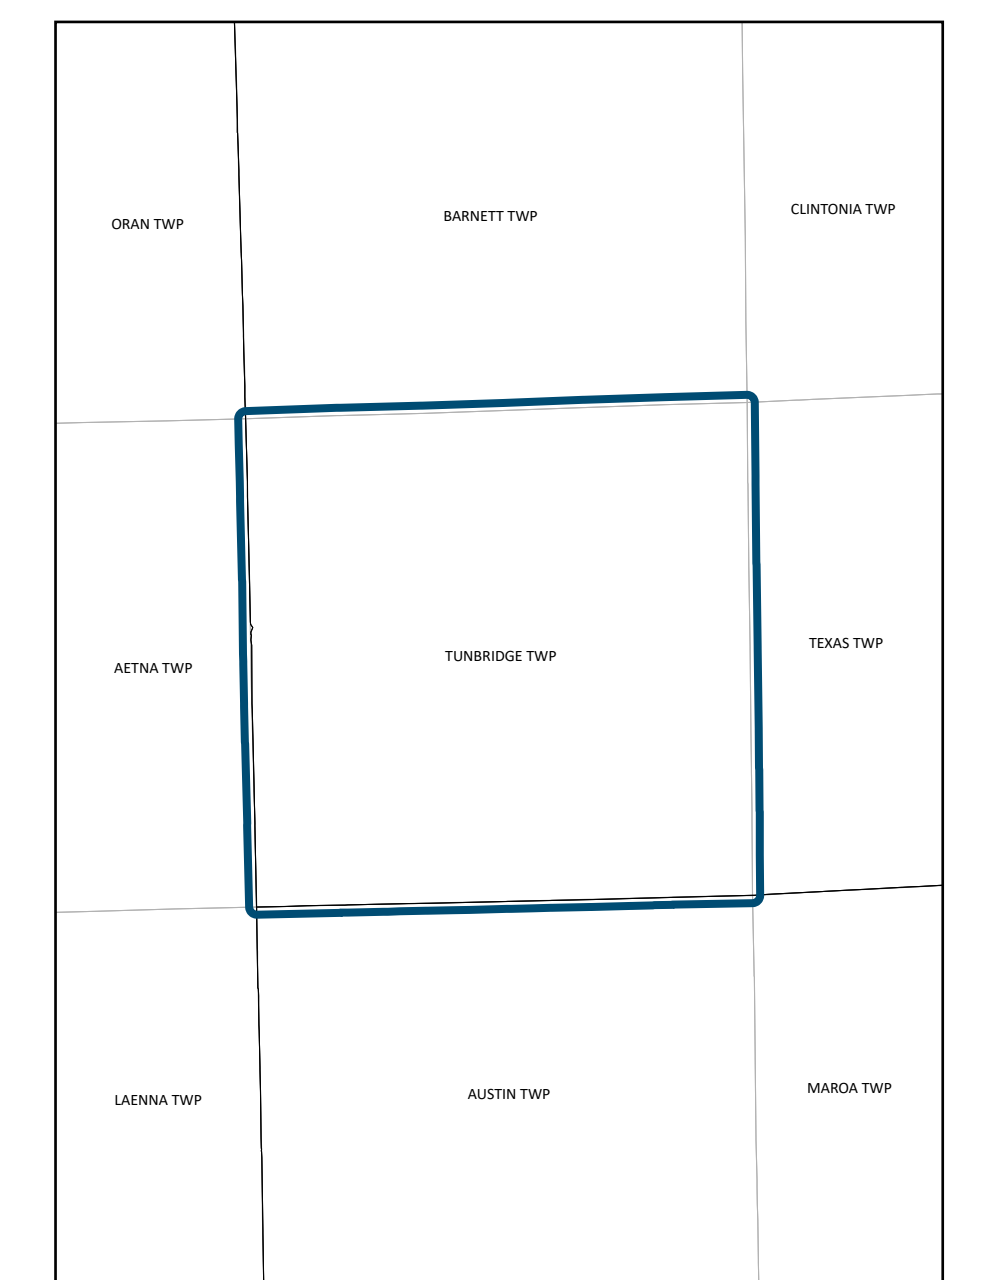 ORAN TWP
BARNETT TWP
CLINTONIA TWP
AETNA TWP
TUNBRIDGE TWP
TEXAS TWP
LAENNA TWP
AUSTIN TWP
MAROA TWP